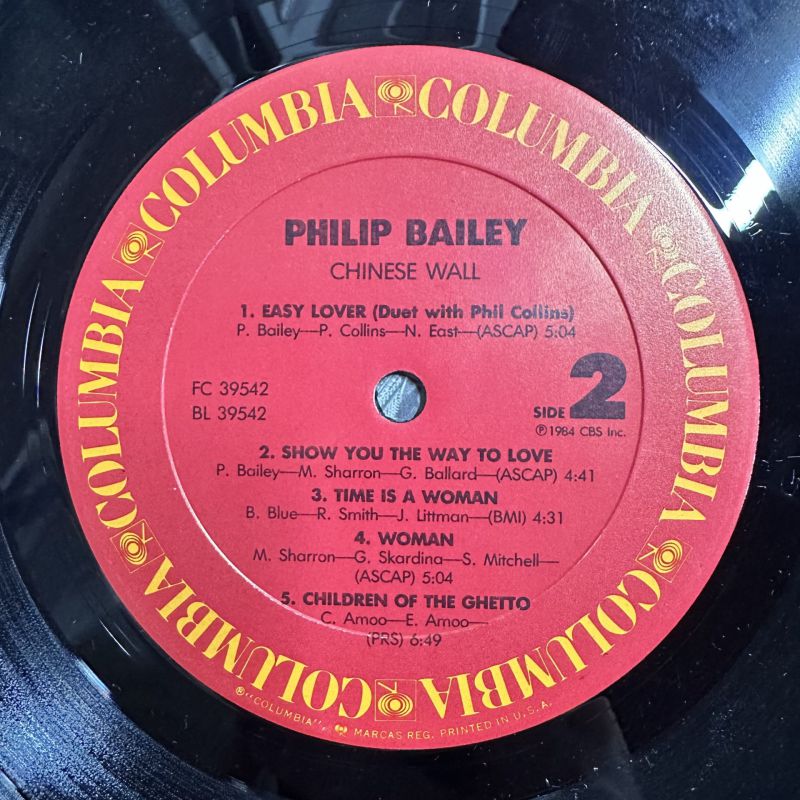 COLUMBIA COLUMBIA COLUMBIA COLUMBIA COLUMBIA COLUMBIA COLUMBIA
PHILIP BAILEY
CHINESE WALL
1. EASY LOVER (Duet with Phil Collins)
P. Bailey—P. Collins—N. East—(ASCAP) 5:04
FC 39542
BL 39542
SIDE 2
℗1984 CBS Inc.
2. SHOW YOU THE WAY TO LOVE
P. Bailey—M. Sharron—G. Ballard—(ASCAP) 4:41
3. TIME IS A WOMAN
B. Blue—R. Smith—J. Littman—(BMI) 4:31
4. WOMAN
M. Sharron—G. Skardina—S. Mitchell—
(ASCAP) 5:04
5. CHILDREN OF THE GHETTO
C. Amoo—E. Amoo—
(PRS) 6:49
®"COLUMBIA", MARCAS REG. PRINTED IN U.S.A.